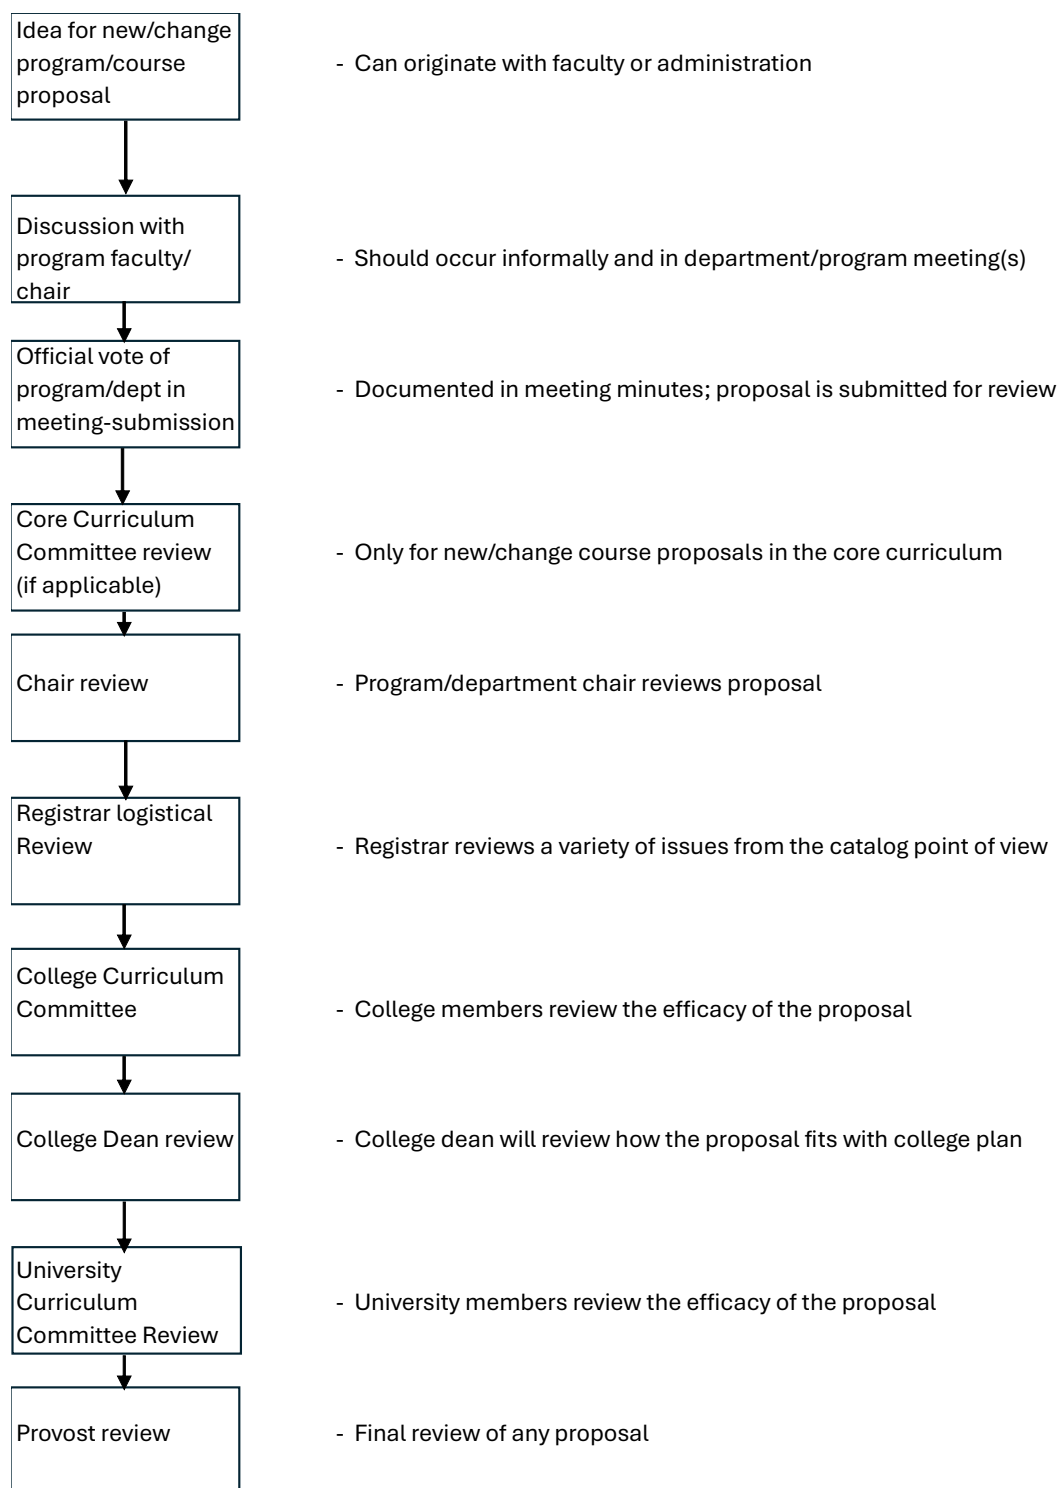 Idea for new/change
program/course
proposal
- Can originate with faculty or administration
Discussion with
program faculty/
chair
- Should occur informally and in department/program meeting(s)
Official vote of
program/dept in
meeting-submission
- Documented in meeting minutes; proposal is submitted for review
Core Curriculum
Committee review
(if applicable)
- Only for new/change course proposals in the core curriculum
Chair review
- Program/department chair reviews proposal
Registrar logistical
Review
- Registrar reviews a variety of issues from the catalog point of view
College Curriculum
Committee
- College members review the efficacy of the proposal
College Dean review
- College dean will review how the proposal fits with college plan
University
Curriculum
Committee Review
- University members review the efficacy of the proposal
Provost review
- Final review of any proposal